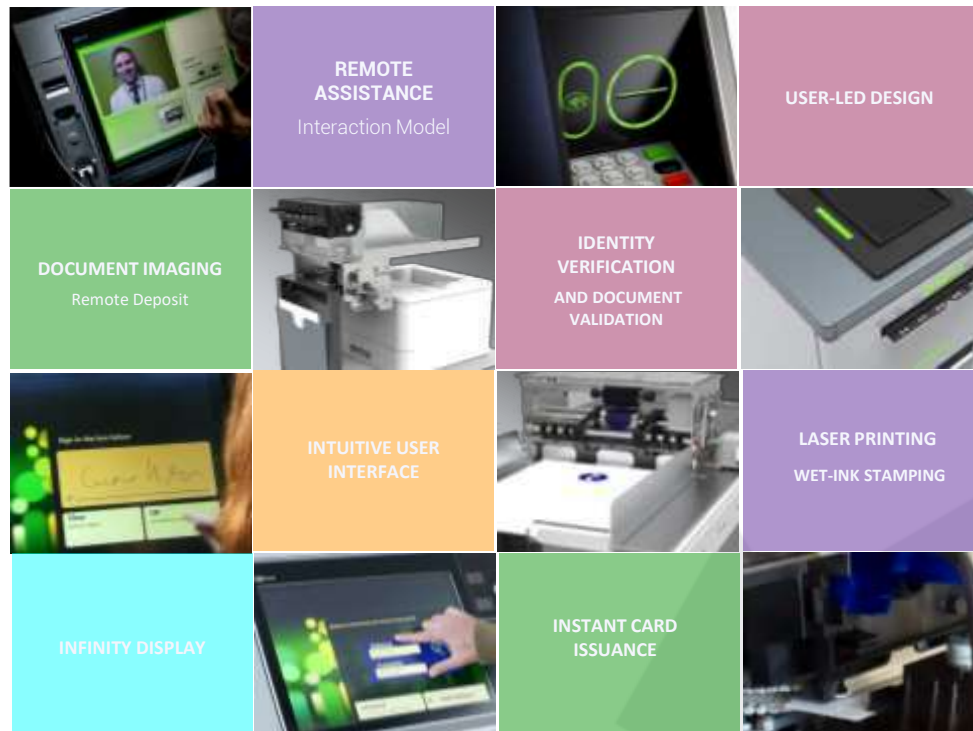 REMOTE
ASSISTANCE
Interaction Model
USER-LED DESIGN
DOCUMENT IMAGING
Remote Deposit
IDENTITY
VERIFICATION
AND DOCUMENT
VALIDATION
INTUITIVE USER
INTERFACE
LASER PRINTING
WET-INK STAMPING
INFINITY DISPLAY
INSTANT CARD
ISSUANCE